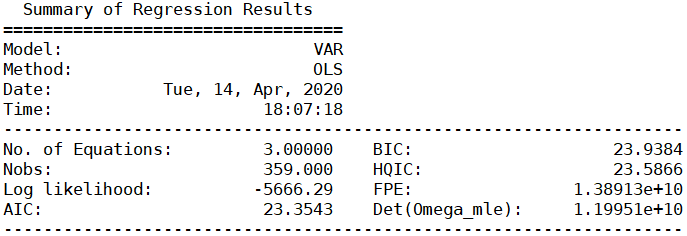 Summary of Regression Results
==================================
Model: VAR
Method: OLS
Date: Tue, 14, Apr, 2020
Time: 18:07:18
--------------------------------------------------------------------
No. of Equations: 3.00000 BIC: 23.9384
Nobs: 359.000 HQIC: 23.5866
Log likelihood: -5666.29 FPE: 1.38913e+10
AIC: 23.3543 Det(Omega_mle): 1.19951e+10
--------------------------------------------------------------------